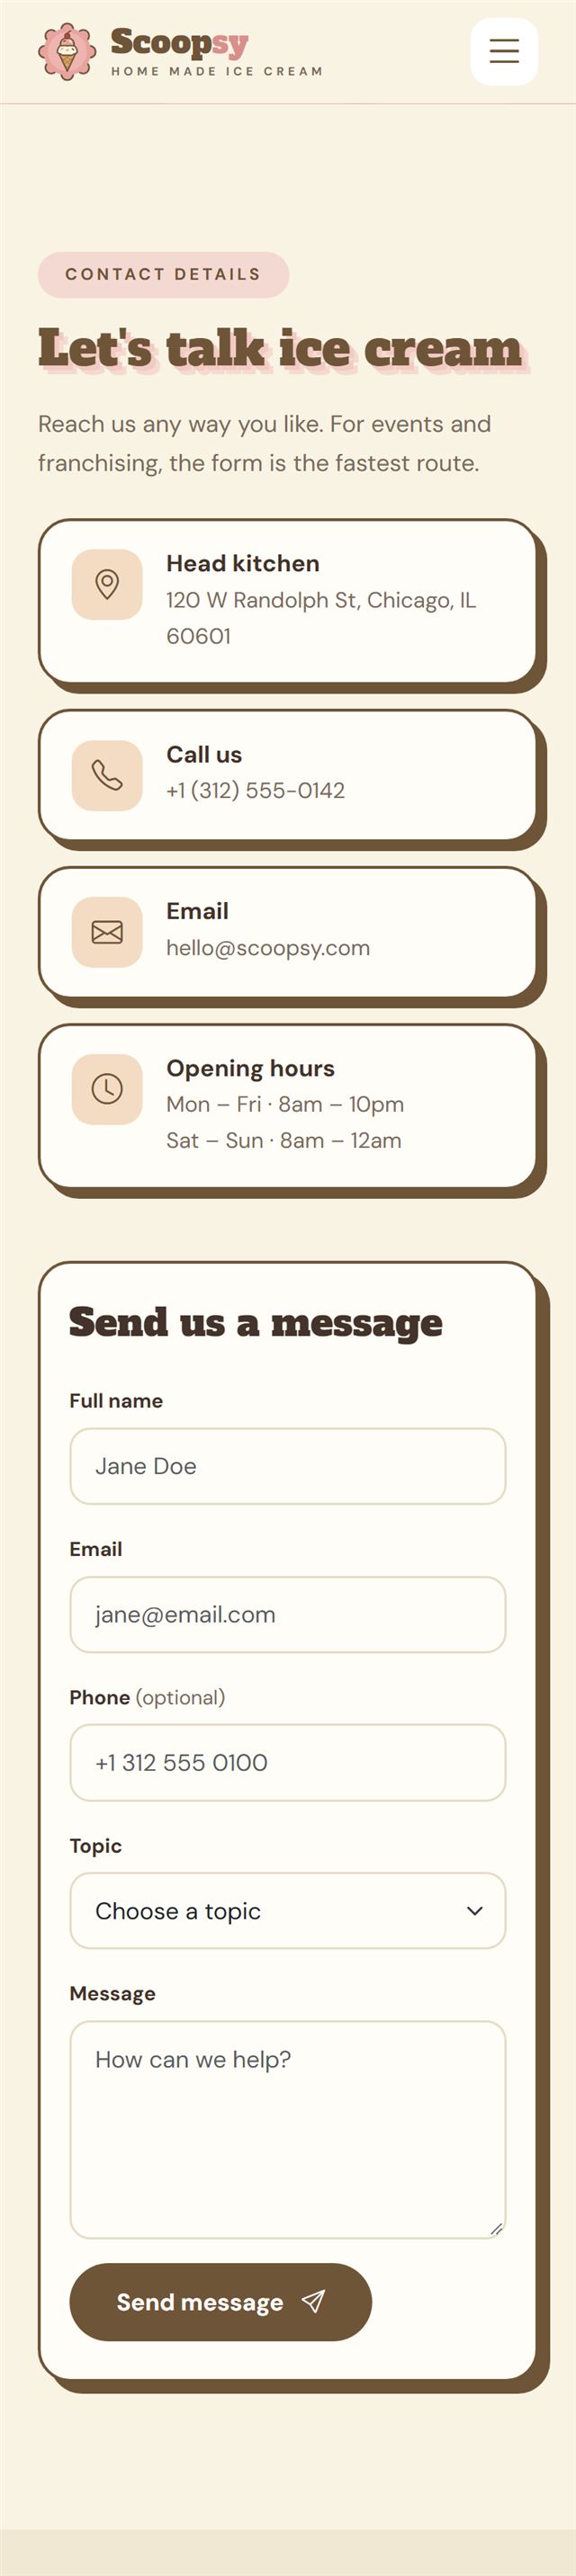 Scoopsy
HOME MADE ICE CREAM
CONTACT DETAILS
Let's talk ice cream
Reach us any way you like. For events and
franchising, the form is the fastest route.
Head kitchen
120 W Randolph St, Chicago, IL
60601
Call us
+1 (312) 555-0142
Email
hello@scoopsy.com
Opening hours
Mon – Fri · 8am – 10pm
Sat – Sun · 8am – 12am
Send us a message
Full name
Jane Doe
Email
jane@email.com
Phone (optional)
+1 312 555 0100
Topic
Choose a topic
Message
How can we help?
Send message